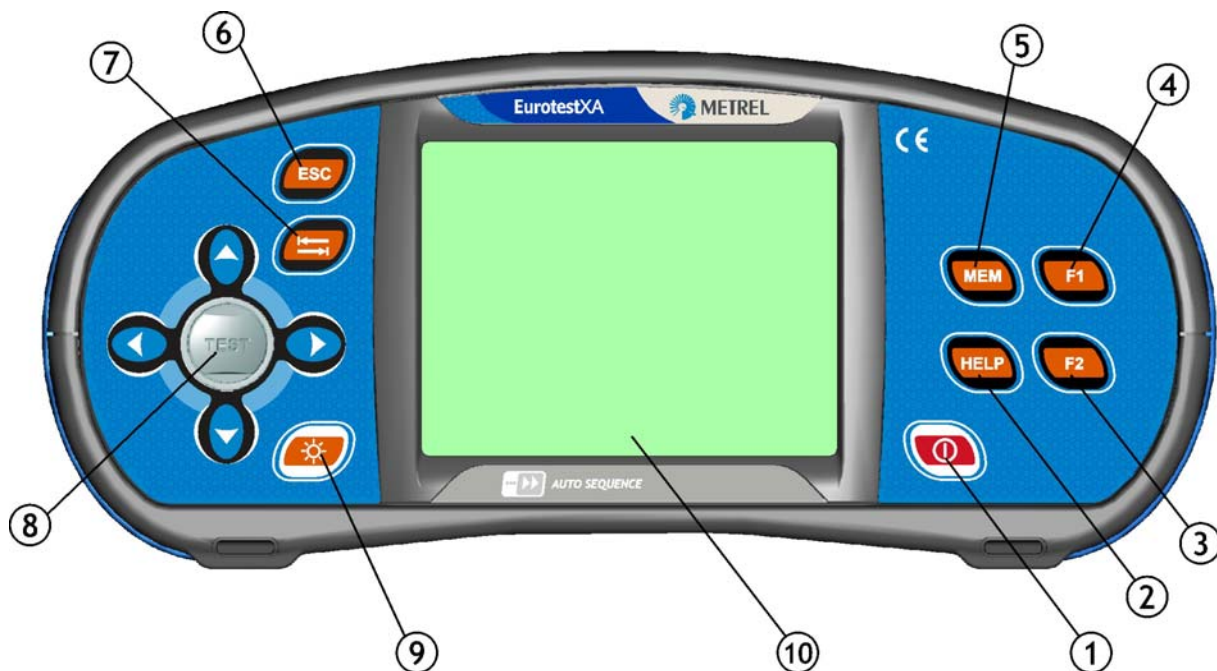 6
7
5
4
EurotestXA METREL
CE
ESC
MEM F1
TEST
HELP F2
AUTO SEQUENCE
8
3
2
9
10
1